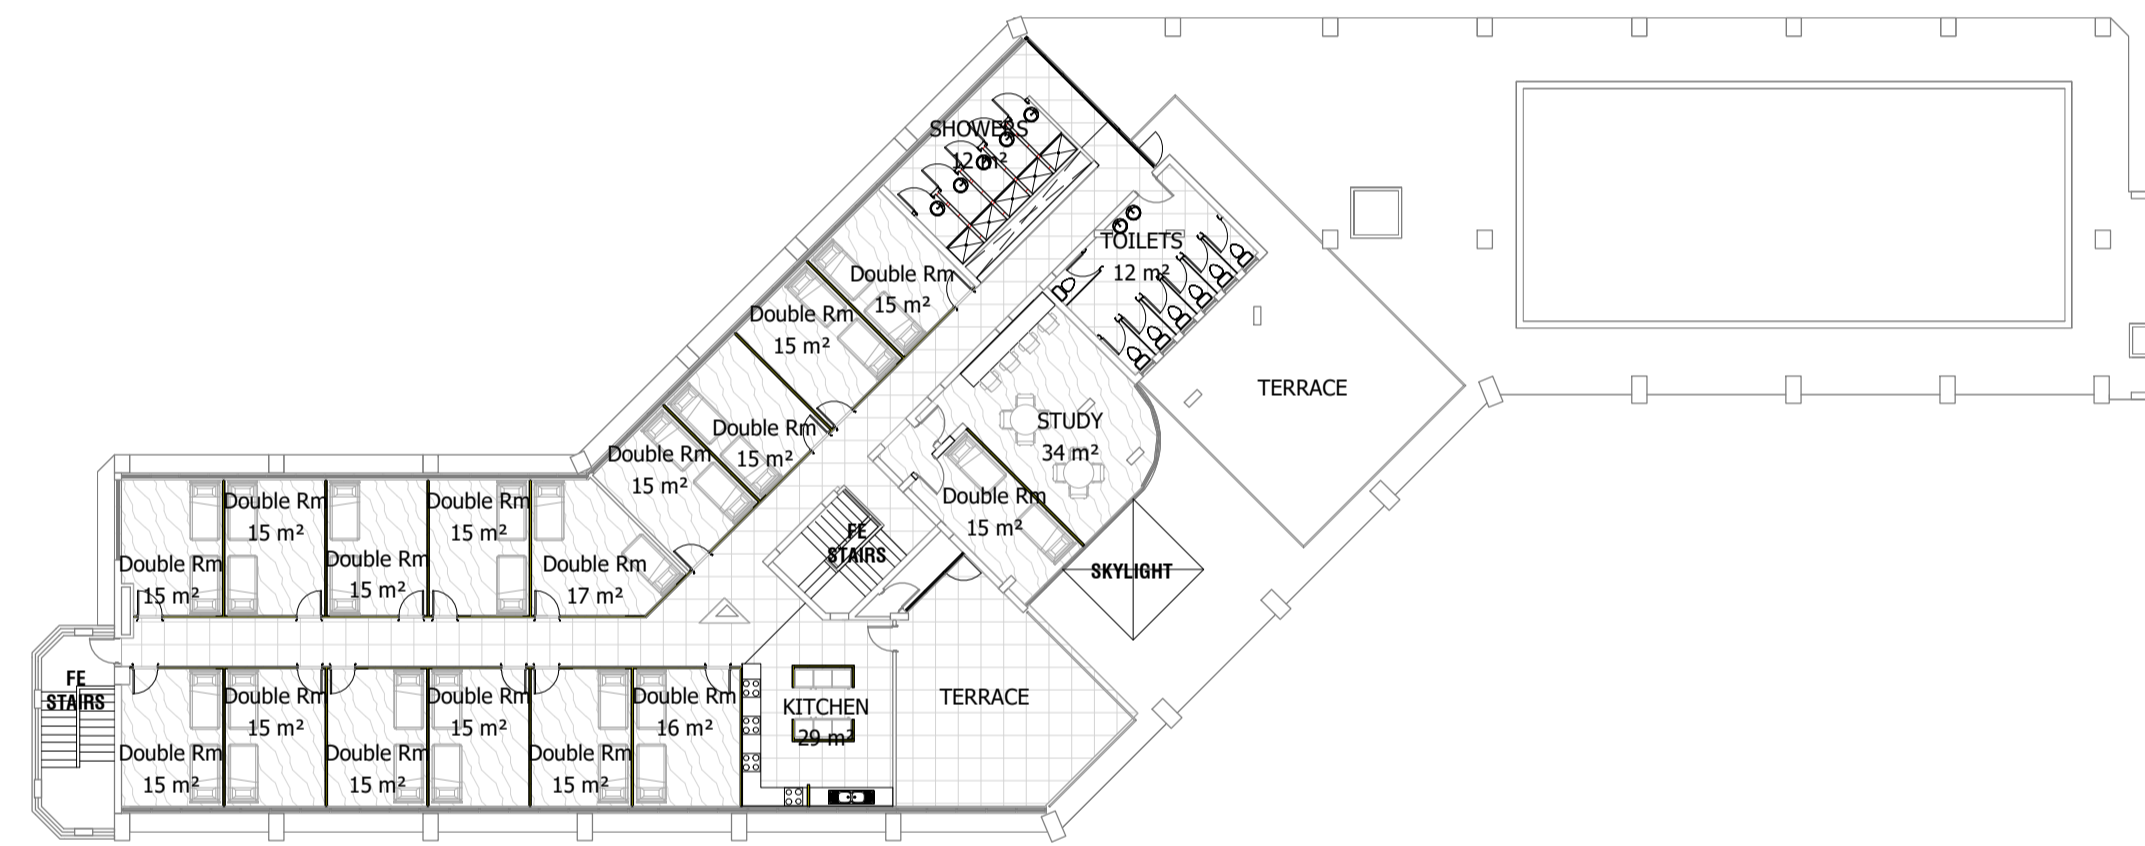 SHOWERS
12 m²
TOILETS
12 m²
Double Rm
15 m²
Double Rm
15 m²
TERRACE
STUDY
34 m²
Double Rm
15 m²
Double Rm
15 m²
Double Rm
15 m²
FE
STAIRS
SKYLIGHT
Double Rm
15 m²
Double Rm
15 m²
Double Rm
15 m²
Double Rm
15 m²
Double Rm
17 m²
FE
STAIRS
Double Rm
15 m²
Double Rm
15 m²
Double Rm
15 m²
Double Rm
15 m²
Double Rm
15 m²
Double Rm
16 m²
KITCHEN
29 m²
TERRACE